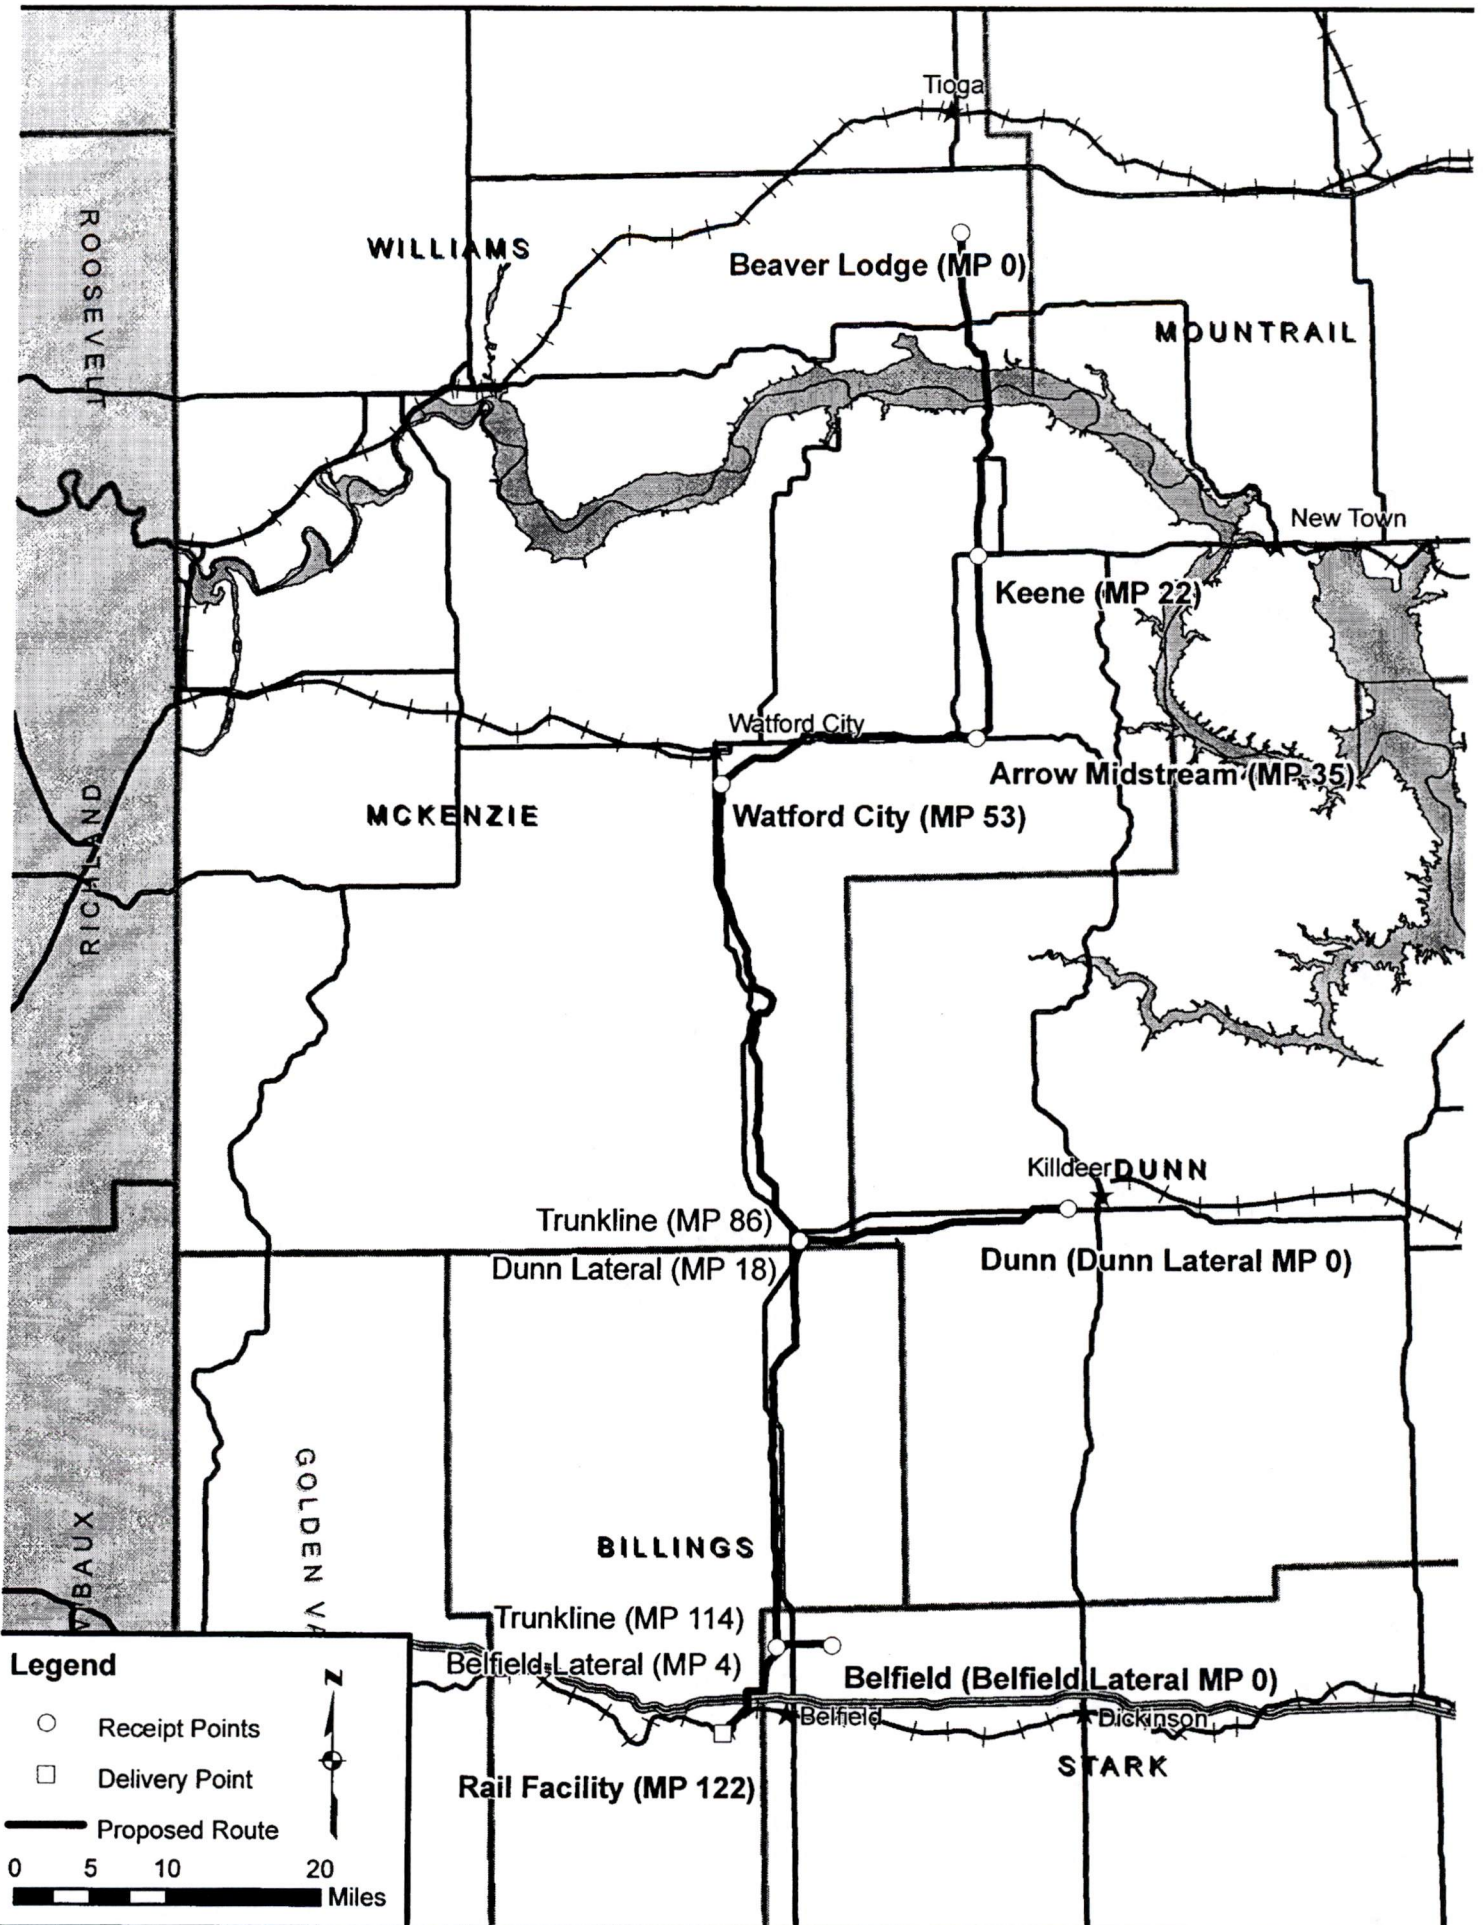 Tioga
ROOSEVELT
WILLIAMS
Beaver Lodge (MP 0)
MOUNTRAIL
New Town
Keene (MP 22)
Watford City
Arrow Midstream (MP 35)
RICHLAND
MCKENZIE
Watford City (MP 53)
Killdeer
DUNN
Trunkline (MP 86)
Dunn Lateral (MP 18)
Dunn (Dunn Lateral MP 0)
GOLDEN VA
BAUX
BILLINGS
Trunkline (MP 114)
Belfield Lateral (MP 4)
Belfield (Belfield Lateral MP 0)
Belfield
Dickinson
STARK
Rail Facility (MP 122)
Legend
N
Receipt Points
Delivery Point
Proposed Route
0 5 10 20
Miles